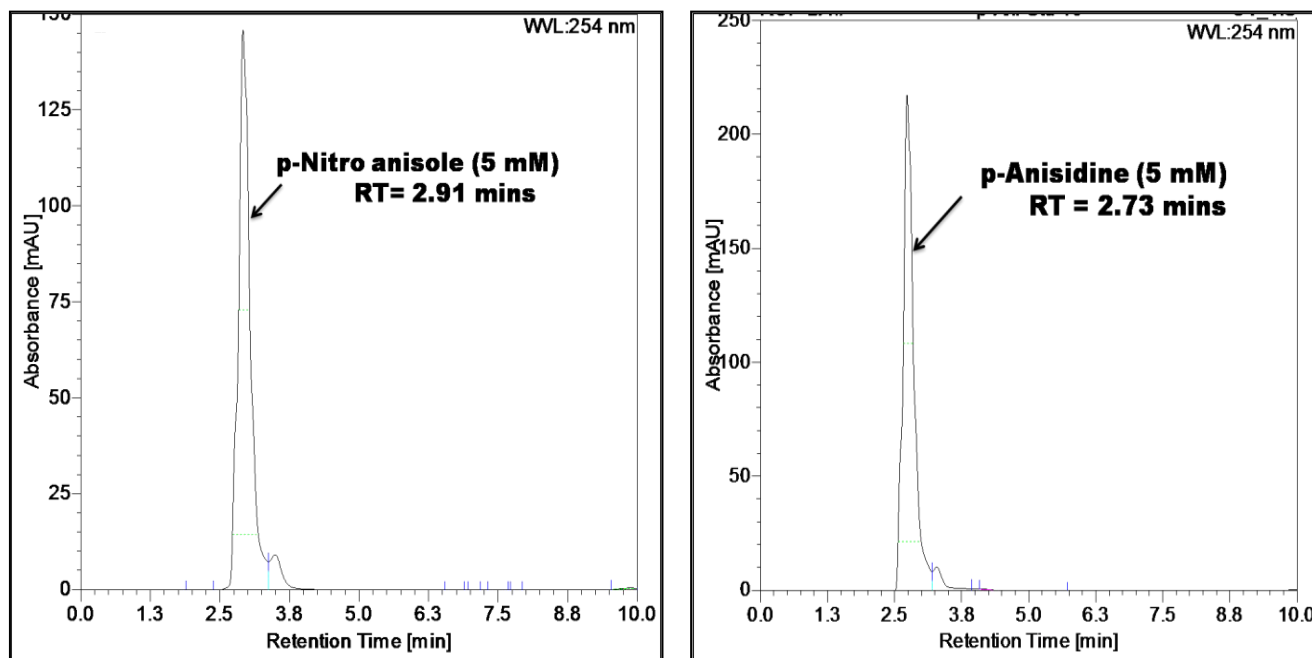 WVL:254 nm
150
125
100
75
50
25
0
Absorbance [mAU]
p-Nitro anisole (5 mM)
RT= 2.91 mins
0.0 1.3 2.5 3.8 5.0 6.3 7.5 8.8 10.0
Retention Time [min]
WVL:254 nm
250
200
150
100
50
0
Absorbance [mAU]
p-Anisidine (5 mM)
RT = 2.73 mins
0.0 1.3 2.5 3.8 5.0 6.3 7.5 8.8 10.0
Retention Time [min]